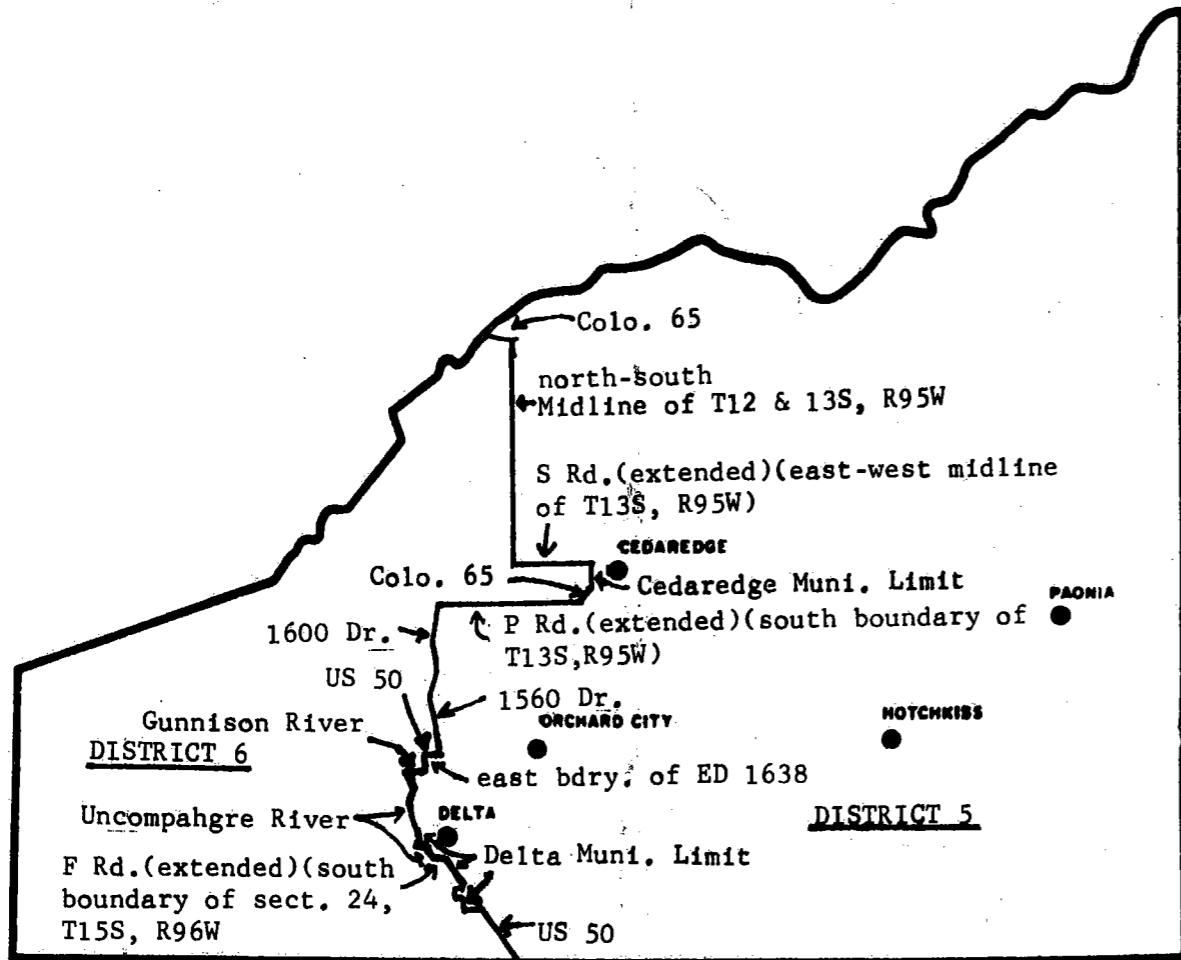 Colo. 65
north-south
Midline of T12 & 13S, R95W
S Rd.(extended)(east-west midline
of T13S, R95W)
CEDAREDGE
Colo. 65
Cedaredge Muni. Limit
PAONIA
1600 Dr.
P Rd.(extended)(south boundary of
T13S,R95W)
US 50
1560 Dr.
Gunnison River
ORCHARD CITY
HOTCHKISS
DISTRICT 6
east bdry. of ED 1638
Uncompahgre River
DELTA
DISTRICT 5
Delta Muni. Limit
F Rd.(extended)(south
boundary of sect. 24,
T15S, R96W
US 50